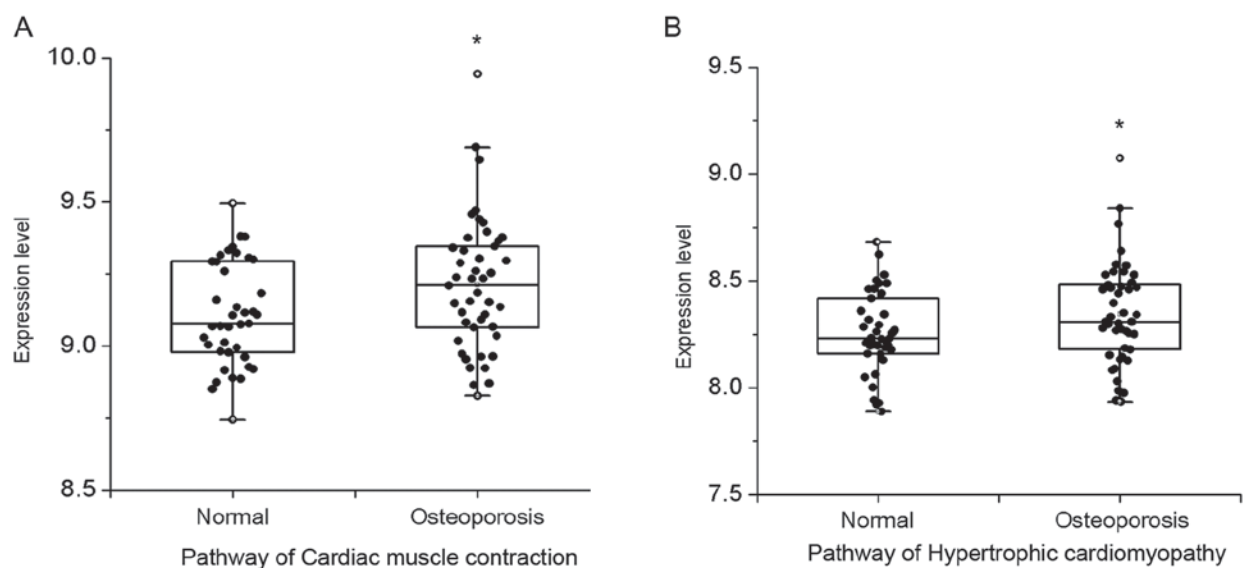 A
Expression level
10.0
*
9.5
9.0
8.5
Normal
Osteoporosis
Pathway of Cardiac muscle contraction
B
Expression level
9.5
*
9.0
8.5
8.0
7.5
Normal
Osteoporosis
Pathway of Hypertrophic cardiomyopathy